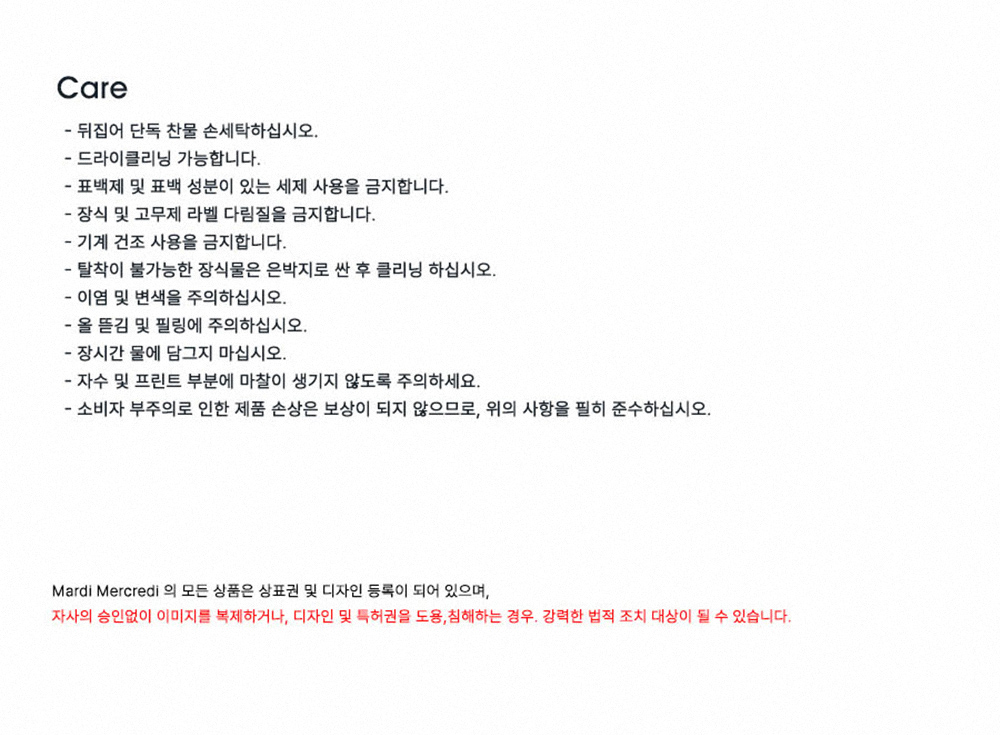 Care
- 뒤집어 단독 찬물 손세탁하십시오.
- 드라이클리닝 가능합니다.
- 표백제 및 표백 성분이 있는 세제 사용을 금지합니다.
- 장식 및 고무제 라벨 다림질을 금지합니다.
- 기계 건조 사용을 금지합니다.
- 탈착이 불가능한 장식물은 은박지로 싼 후 클리닝 하십시오.
- 이염 및 변색을 주의하십시오.
- 올 뜯김 및 필링에 주의하십시오.
- 장시간 물에 담그지 마십시오.
- 자수 및 프린트 부분에 마찰이 생기지 않도록 주의하세요.
- 소비자 부주의로 인한 제품 손상은 보상이 되지 않으므로, 위의 사항을 필히 준수하십시오.
Mardi Mercredi 의 모든 상품은 상표권 및 디자인 등록이 되어 있으며,
자사의 승인없이 이미지를 복제하거나, 디자인 및 특허권을 도용,침해하는 경우. 강력한 법적 조치 대상이 될 수 있습니다.